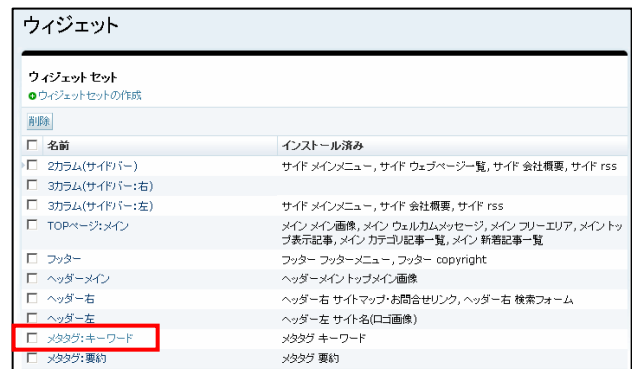 ウィジェット
ウィジェットセット
ウィジェットセットの作成
削除
名前 インストール済み
2カラム(サイドバー) サイド メインメニュー, サイド ウェブページ一覧, サイド 会社概要, サイド rss
3カラム(サイドバー:右)
3カラム(サイドバー:左) サイド メインメニュー, サイド 会社概要, サイド rss
TOPページ:メイン メイン メイン画像, メイン ウェルカムメッセージ, メイン フリーエリア, メイン トッ
プ表示記事, メイン カテゴリ記事一覧, メイン 新着記事一覧
フッター フッター フッターメニュー, フッター copyright
ヘッダーメイン ヘッダーメイン トップメイン画像
ヘッダー右 ヘッダー右 サイトマップ・お問合せリンク, ヘッダー右 検索フォーム
ヘッダー左 ヘッダー左 サイト名(ロゴ画像)
メタタグ:キーワード メタタグ キーワード
メタタグ:要約 メタタグ 要約